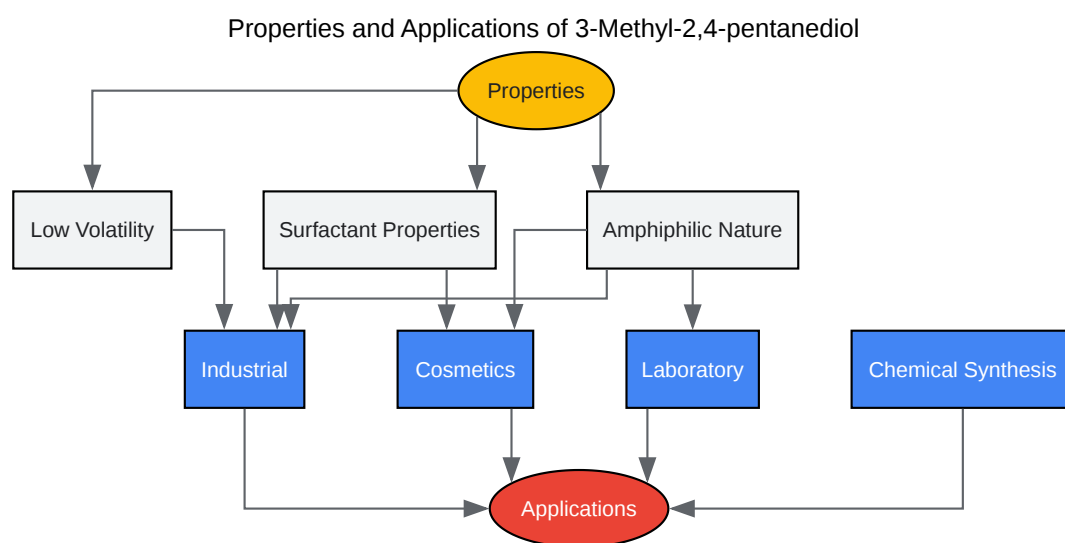 Properties and Applications of 3-Methyl-2,4-pentanediol
Properties
Low Volatility
Surfactant Properties
Amphiphilic Nature
Industrial
Cosmetics
Laboratory
Chemical Synthesis
Applications